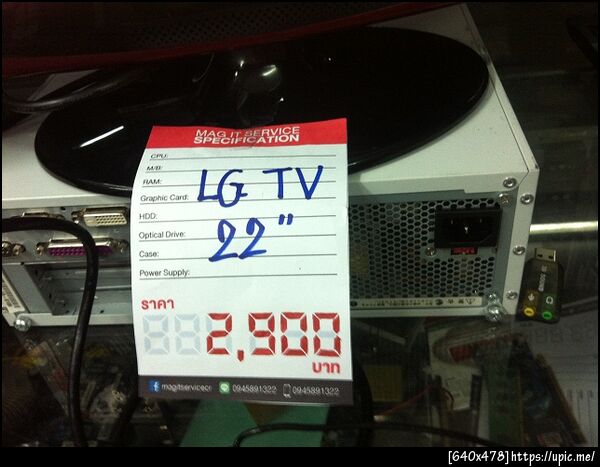 MAG IT SERVICE
SPECIFICATION
CPU:
M/B:
RAM:
Graphic Card: LG TV
HDD:
Optical Drive: 22"
Case:
Power Supply:
ราคา
2,900
บาท
magitservicecr 0945891322 0945891322
[640x478]https://upic.me/